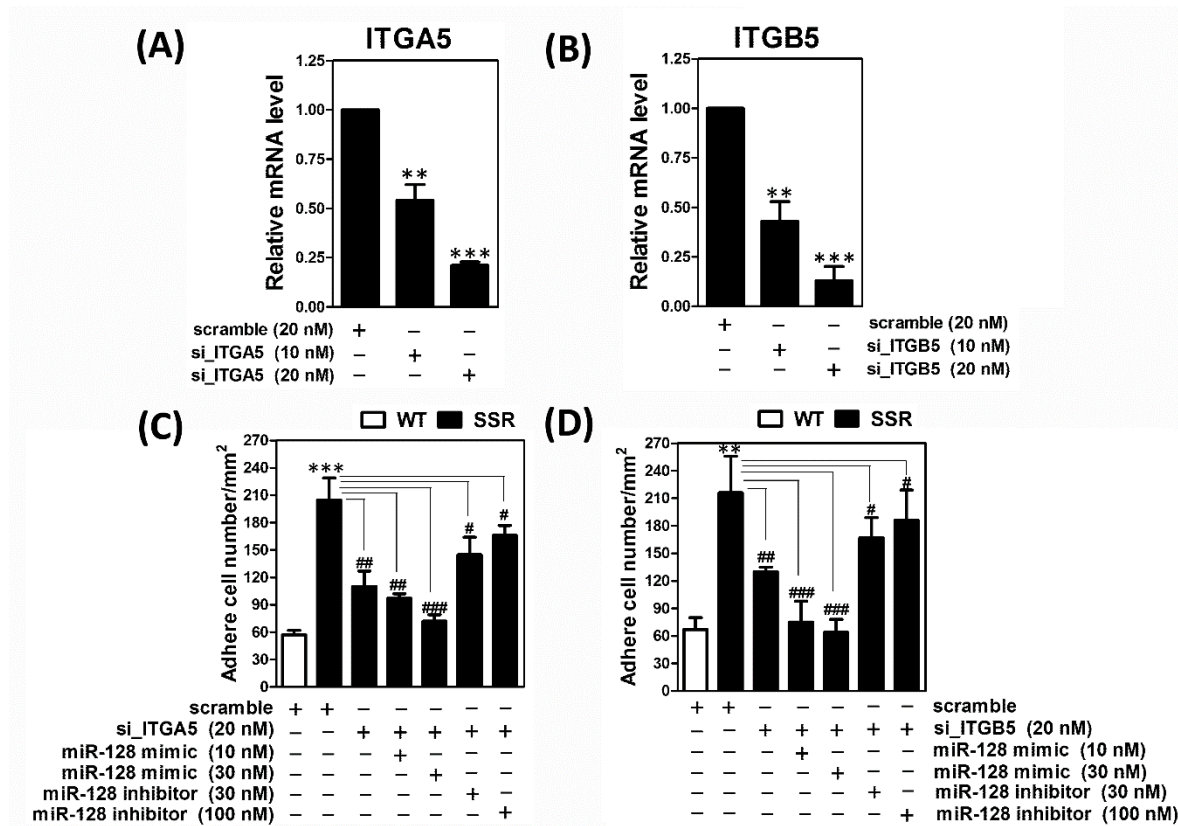 (A)
ITGA5
Relative mRNA level
1.25
1.00
0.75
0.50
0.25
0.00
**
***
scramble (20 nM) + − −
si_ITGA5 (10 nM) − + −
si_ITGA5 (20 nM) − − +
(B)
ITGB5
Relative mRNA level
1.25
1.00
0.75
0.50
0.25
0.00
**
***
+ − − scramble (20 nM)
− + − si_ITGB5 (10 nM)
− − + si_ITGB5 (20 nM)
(C)
WT SSR
Adhere cell number/mm²
270
240
210
180
150
120
90
60
30
0
***
##
##
###
#
#
scramble + + − − − − −
si_ITGA5 (20 nM) − − + + + + +
miR-128 mimic (10 nM) − − − + − − −
miR-128 mimic (30 nM) − − − − + − −
miR-128 inhibitor (30 nM) − − − − − + −
miR-128 inhibitor (100 nM) − − − − − − +
(D)
WT SSR
Adhere cell number/mm²
270
240
210
180
150
120
90
60
30
0
**
##
###
###
#
#
+ + − − − − − scramble
− − + + + + + si_ITGB5 (20 nM)
− − − + − − − miR-128 mimic (10 nM)
− − − − + − − miR-128 mimic (30 nM)
− − − − − + − miR-128 inhibitor (30 nM)
− − − − − − + miR-128 inhibitor (100 nM)